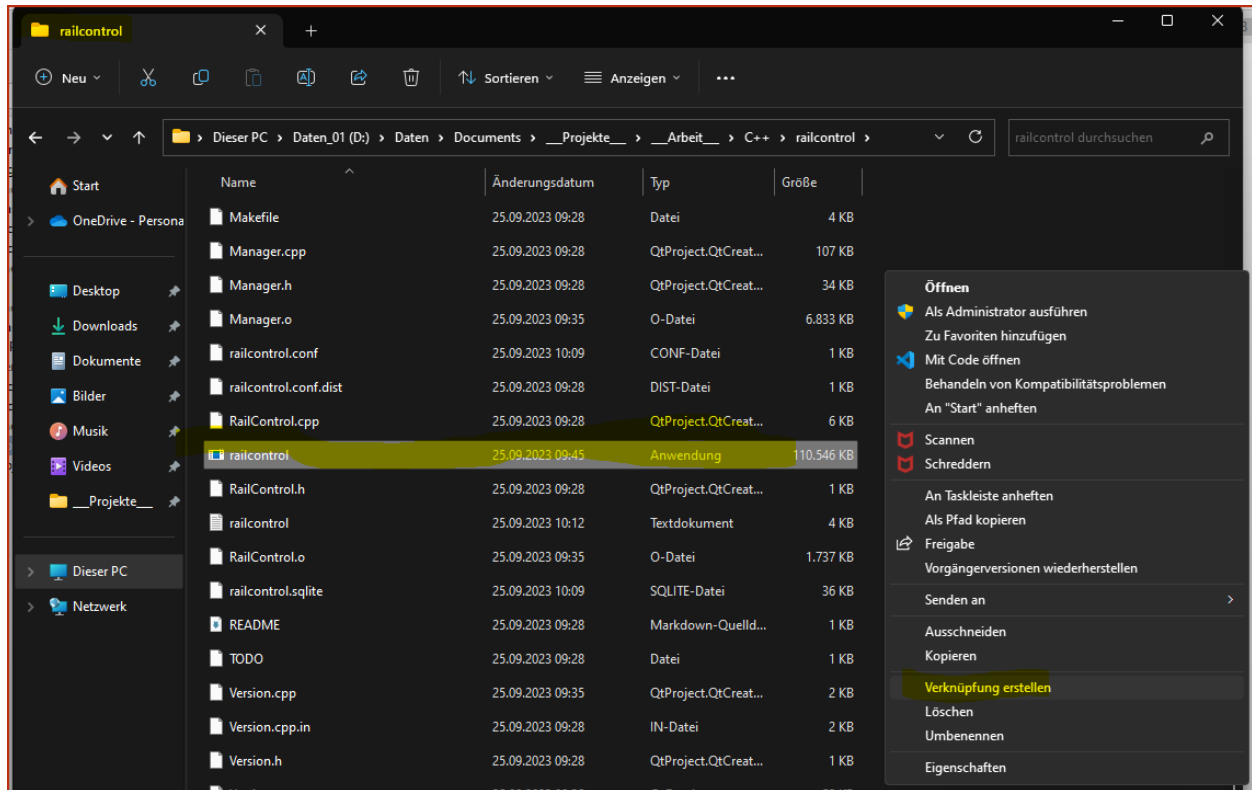 railcontrol
Neu
Sortieren
Anzeigen
Dieser PC > Daten_01 (D:) > Daten > Documents > __Projekte__ > __Arbeit__ > C++ > railcontrol >
railcontrol durchsuchen
Start
OneDrive - Persona
Desktop
Downloads
Dokumente
Bilder
Musik
Videos
__Projekte__
Dieser PC
Netzwerk
Name Änderungsdatum Typ Größe
Makefile 25.09.2023 09:28 Datei 4 KB
Manager.cpp 25.09.2023 09:28 QtProject.QtCreat... 107 KB
Manager.h 25.09.2023 09:28 QtProject.QtCreat... 34 KB
Manager.o 25.09.2023 09:35 O-Datei 6.833 KB
railcontrol.conf 25.09.2023 10:09 CONF-Datei 1 KB
railcontrol.conf.dist 25.09.2023 09:28 DIST-Datei 1 KB
RailControl.cpp 25.09.2023 09:28 QtProject.QtCreat... 6 KB
railcontrol 25.09.2023 09:45 Anwendung 110.546 KB
RailControl.h 25.09.2023 09:28 QtProject.QtCreat... 1 KB
railcontrol 25.09.2023 10:12 Textdokument 4 KB
RailControl.o 25.09.2023 09:35 O-Datei 1.737 KB
railcontrol.sqlite 25.09.2023 10:09 SQLITE-Datei 36 KB
README 25.09.2023 09:28 Markdown-Quelld... 1 KB
TODO 25.09.2023 09:28 Datei 1 KB
Version.cpp 25.09.2023 09:35 QtProject.QtCreat... 2 KB
Version.cpp.in 25.09.2023 09:28 IN-Datei 2 KB
Version.h 25.09.2023 09:28 QtProject.QtCreat... 1 KB
Öffnen
Als Administrator ausführen
Zu Favoriten hinzufügen
Mit Code öffnen
Behandeln von Kompatibilitätsproblemen
An "Start" anheften
Scannen
Schreddern
An Taskleiste anheften
Als Pfad kopieren
Freigabe
Vorgängerversionen wiederherstellen
Senden an
Ausschneiden
Kopieren
Verknüpfung erstellen
Löschen
Umbenennen
Eigenschaften